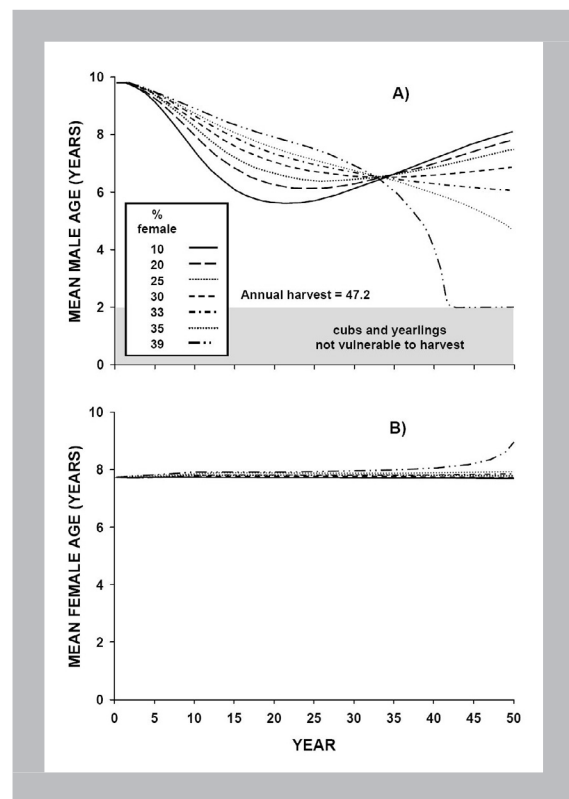 A)
MEAN MALE AGE (YEARS)
10
8
6
4
2
0
%
female
10
20
25
30
33
35
39
Annual harvest = 47.2
cubs and yearlings
not vulnerable to harvest
B)
MEAN FEMALE AGE (YEARS)
10
8
6
4
2
0
0 5 10 15 20 25 30 35 40 45 50
YEAR